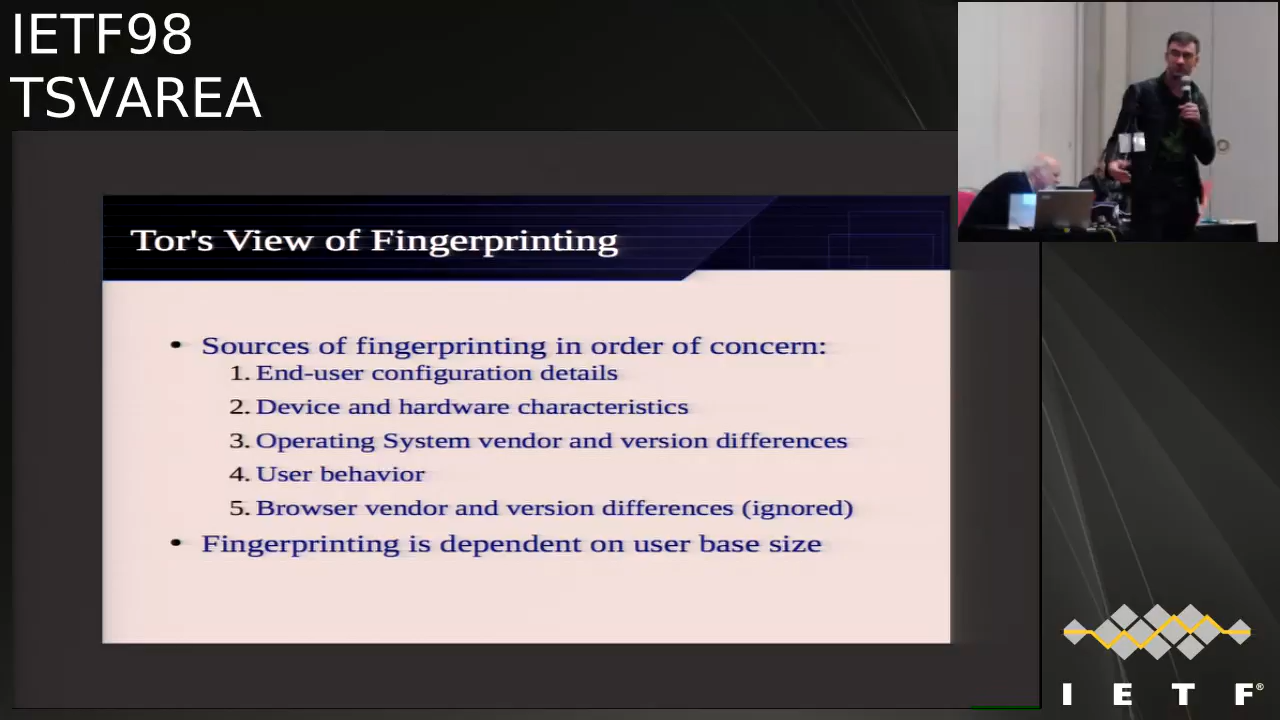 IETF98
TSVAREA
Tor's View of Fingerprinting
• Sources of fingerprinting in order of concern:
1. End-user configuration details
2. Device and hardware characteristics
3. Operating System vendor and version differences
4. User behavior
5. Browser vendor and version differences (ignored)
• Fingerprinting is dependent on user base size
I E T F®